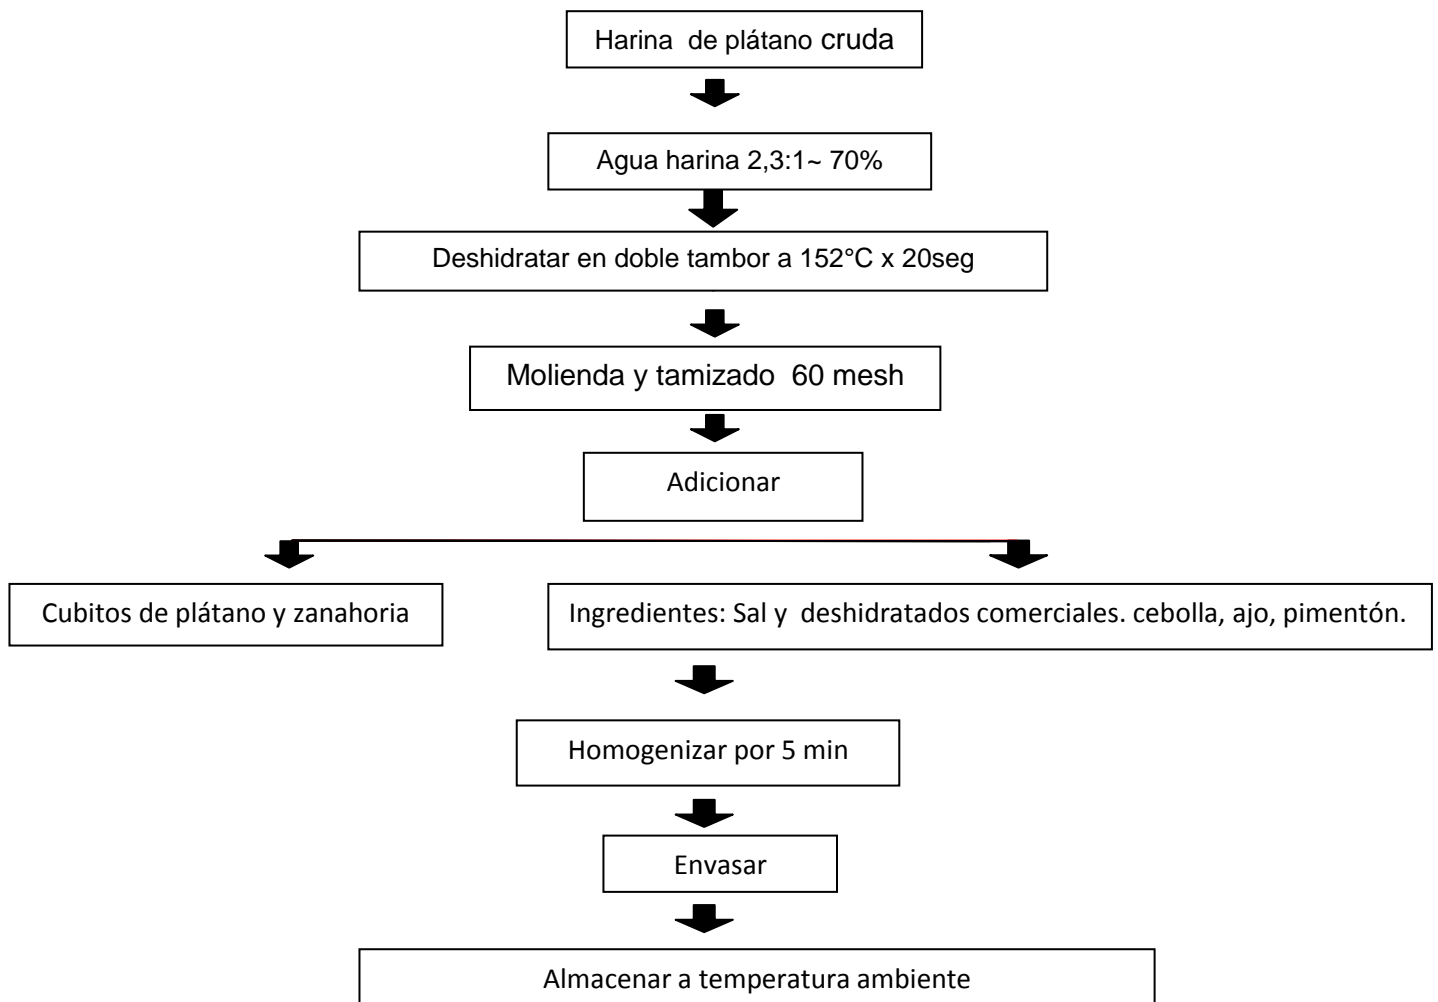 Harina de plátano cruda
Agua harina 2,3:1~ 70%
Deshidratar en doble tambor a 152°C x 20seg
Molienda y tamizado 60 mesh
Adicionar
Cubitos de plátano y zanahoria
Ingredientes: Sal y deshidratados comerciales. cebolla, ajo, pimentón.
Homogenizar por 5 min
Envasar
Almacenar a temperatura ambiente